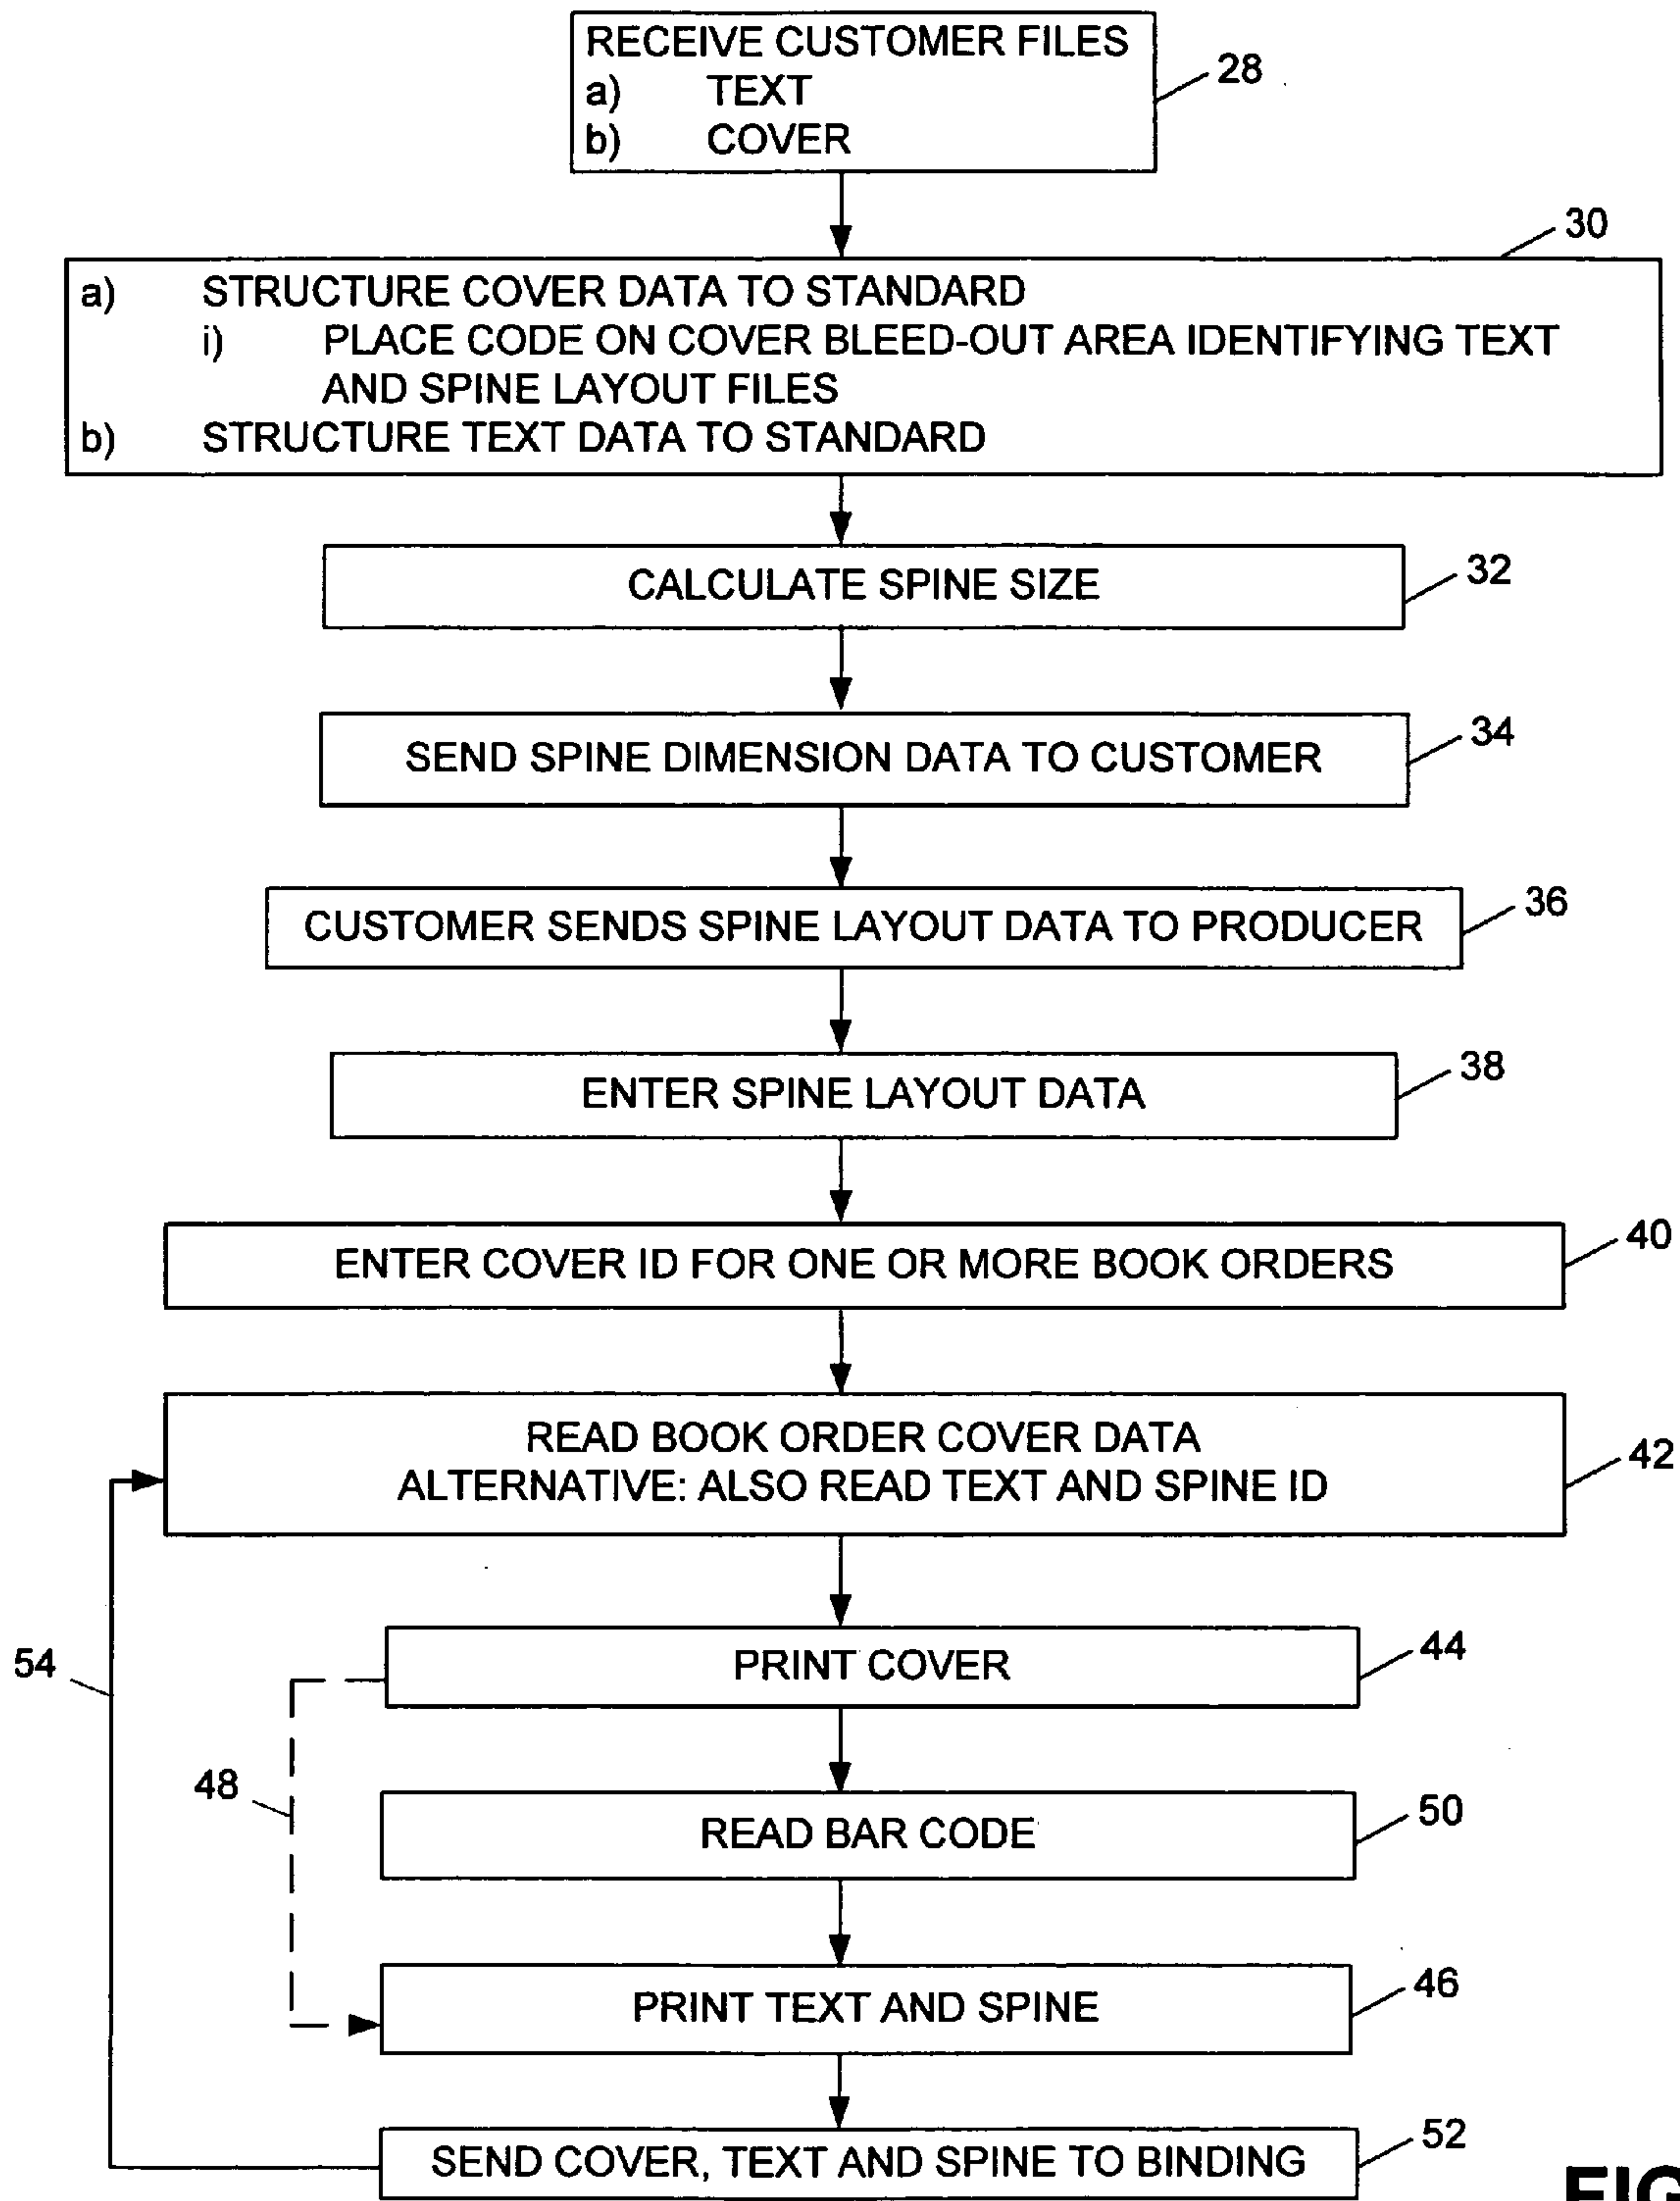 RECEIVE CUSTOMER FILES
a) TEXT
b) COVER
28
30
a) STRUCTURE COVER DATA TO STANDARD
i) PLACE CODE ON COVER BLEED-OUT AREA IDENTIFYING TEXT
AND SPINE LAYOUT FILES
b) STRUCTURE TEXT DATA TO STANDARD
CALCULATE SPINE SIZE
32
SEND SPINE DIMENSION DATA TO CUSTOMER
34
CUSTOMER SENDS SPINE LAYOUT DATA TO PRODUCER
36
ENTER SPINE LAYOUT DATA
38
ENTER COVER ID FOR ONE OR MORE BOOK ORDERS
40
READ BOOK ORDER COVER DATA
ALTERNATIVE: ALSO READ TEXT AND SPINE ID
42
54
PRINT COVER
44
48
READ BAR CODE
50
PRINT TEXT AND SPINE
46
SEND COVER, TEXT AND SPINE TO BINDING
52
FIG